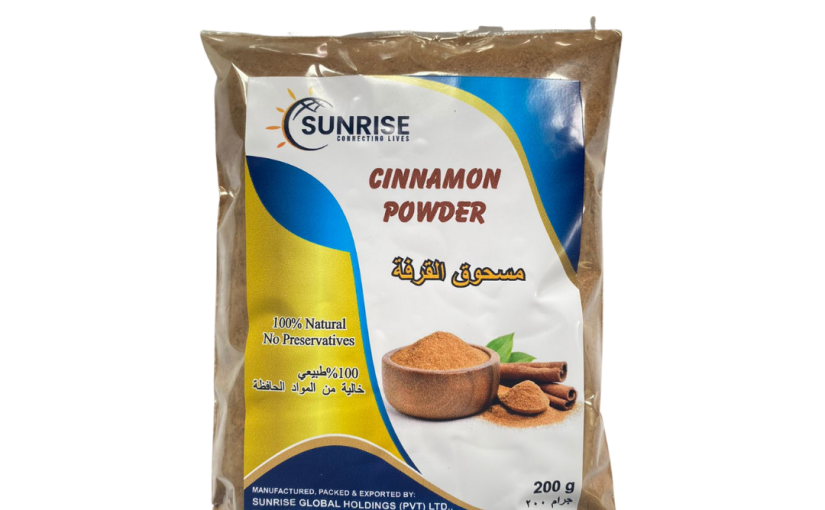 SUNRISE
CONNECTING LIVES
CINNAMON
POWDER
مسحوق القرفة
100% Natural
No Preservatives
100%طبيعي
خالية من المواد الحافظة
MANUFACTURED, PACKED & EXPORTED BY:
SUNRISE GLOBAL HOLDINGS (PVT) LTD.,
200 g
٢٠٠ جرام